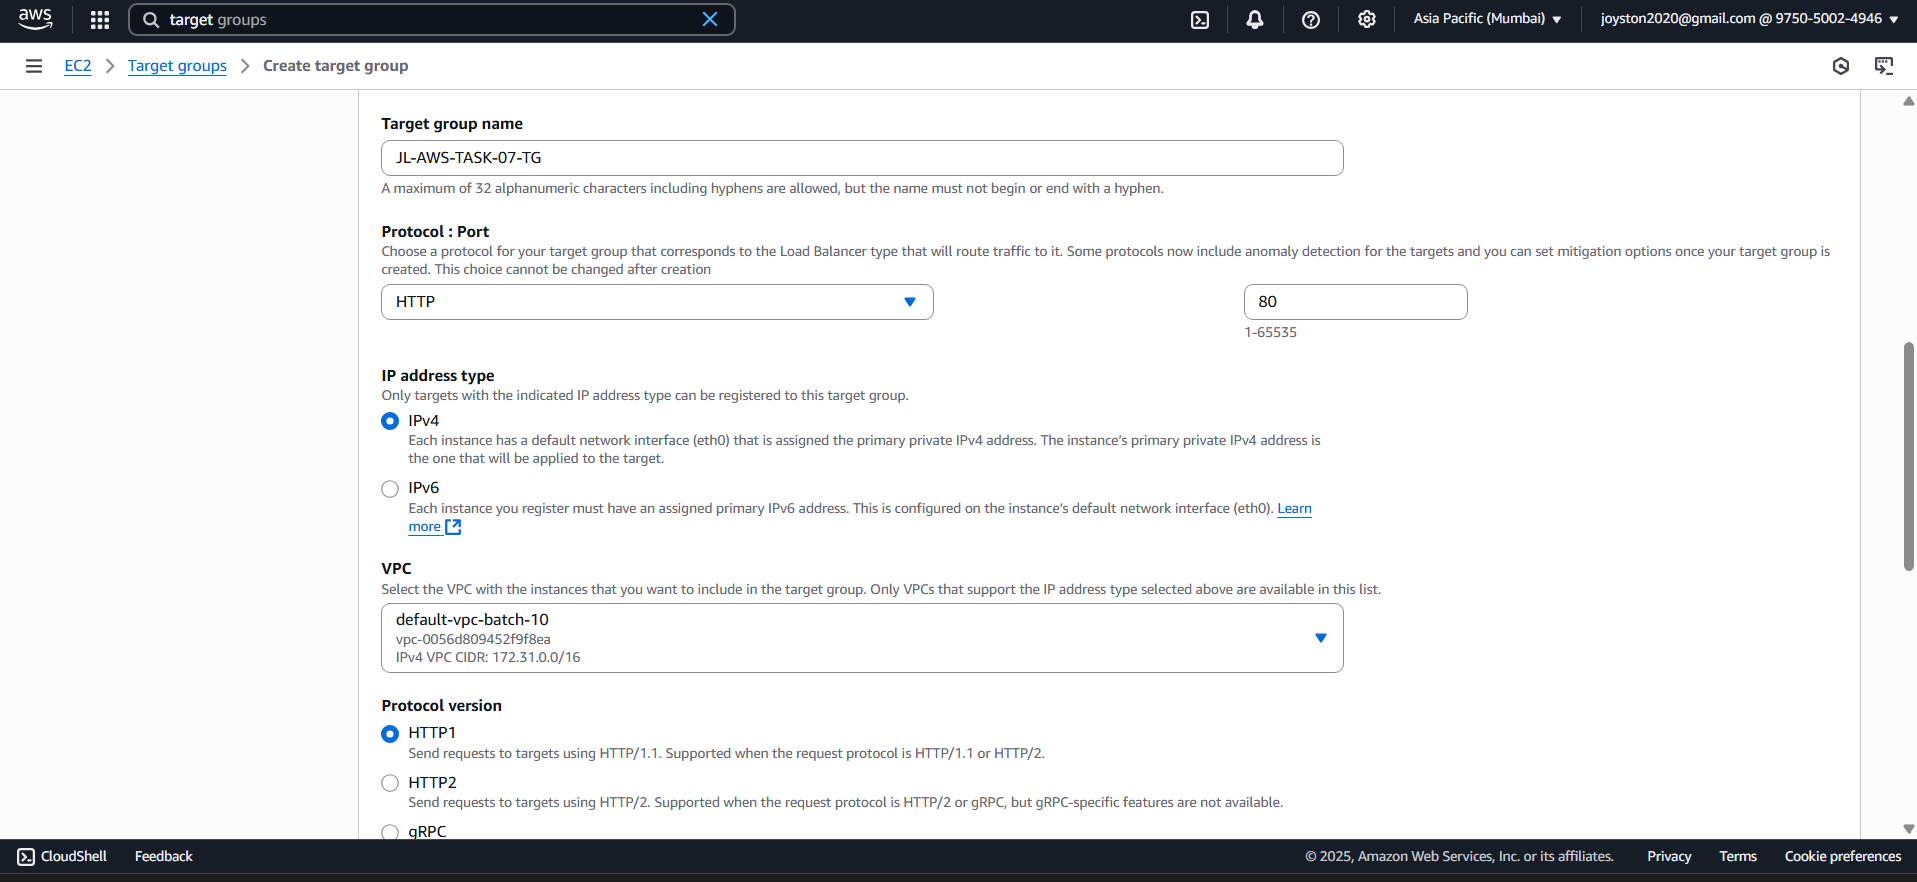 aws
target groups
Asia Pacific (Mumbai)
joyston2020@gmail.com @ 9750-5002-4946
EC2
Target groups
Create target group
Target group name
JL-AWS-TASK-07-TG
A maximum of 32 alphanumeric characters including hyphens are allowed, but the name must not begin or end with a hyphen.
Protocol : Port
Choose a protocol for your target group that corresponds to the Load Balancer type that will route traffic to it. Some protocols now include anomaly detection for the targets and you can set mitigation options once your target group is
created. This choice cannot be changed after creation
HTTP
80
1-65535
IP address type
Only targets with the indicated IP address type can be registered to this target group.
IPv4
Each instance has a default network interface (eth0) that is assigned the primary private IPv4 address. The instance's primary private IPv4 address is
the one that will be applied to the target.
IPv6
Each instance you register must have an assigned primary IPv6 address. This is configured on the instance's default network interface (eth0). Learn
more
VPC
Select the VPC with the instances that you want to include in the target group. Only VPCs that support the IP address type selected above are available in this list.
default-vpc-batch-10
vpc-0056d809452f9f8ea
IPv4 VPC CIDR: 172.31.0.0/16
Protocol version
HTTP1
Send requests to targets using HTTP/1.1. Supported when the request protocol is HTTP/1.1 or HTTP/2.
HTTP2
Send requests to targets using HTTP/2. Supported when the request protocol is HTTP/2 or gRPC, but gRPC-specific features are not available.
gRPC
CloudShell
Feedback
© 2025, Amazon Web Services, Inc. or its affiliates.
Privacy
Terms
Cookie preferences